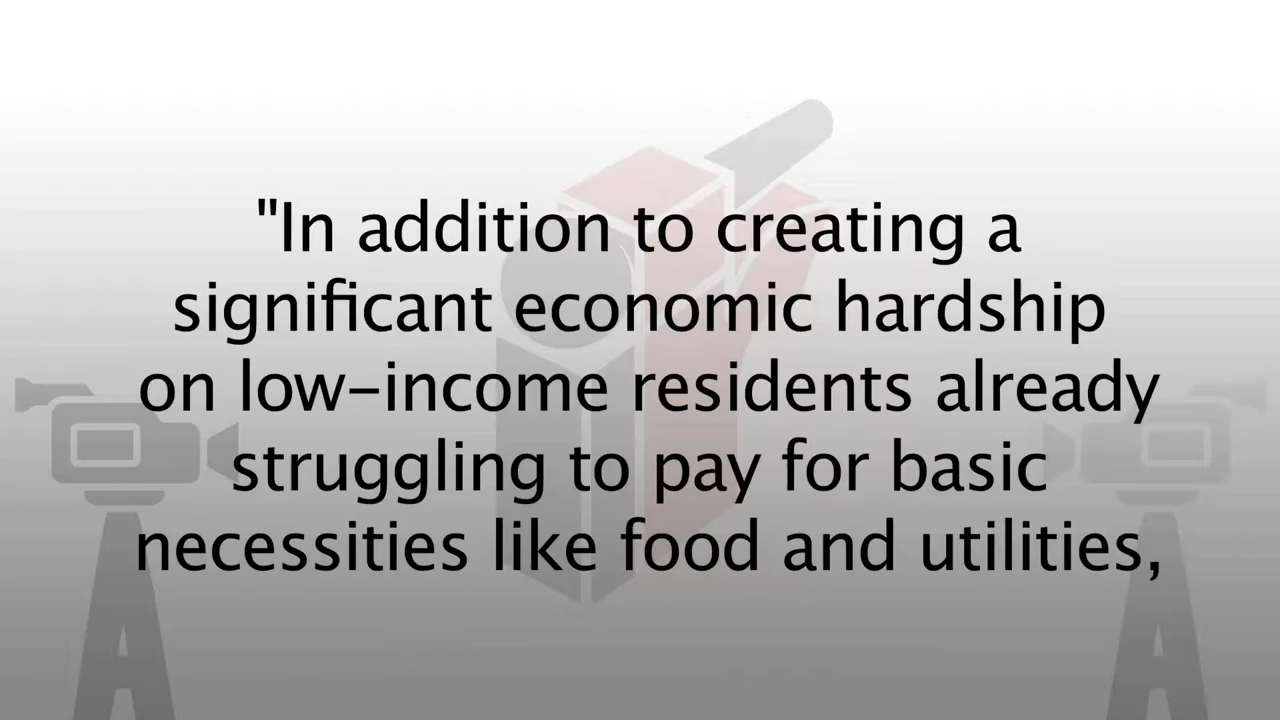 "In addition to creating a
significant economic hardship
on low-income residents already
struggling to pay for basic
necessities like food and utilities,